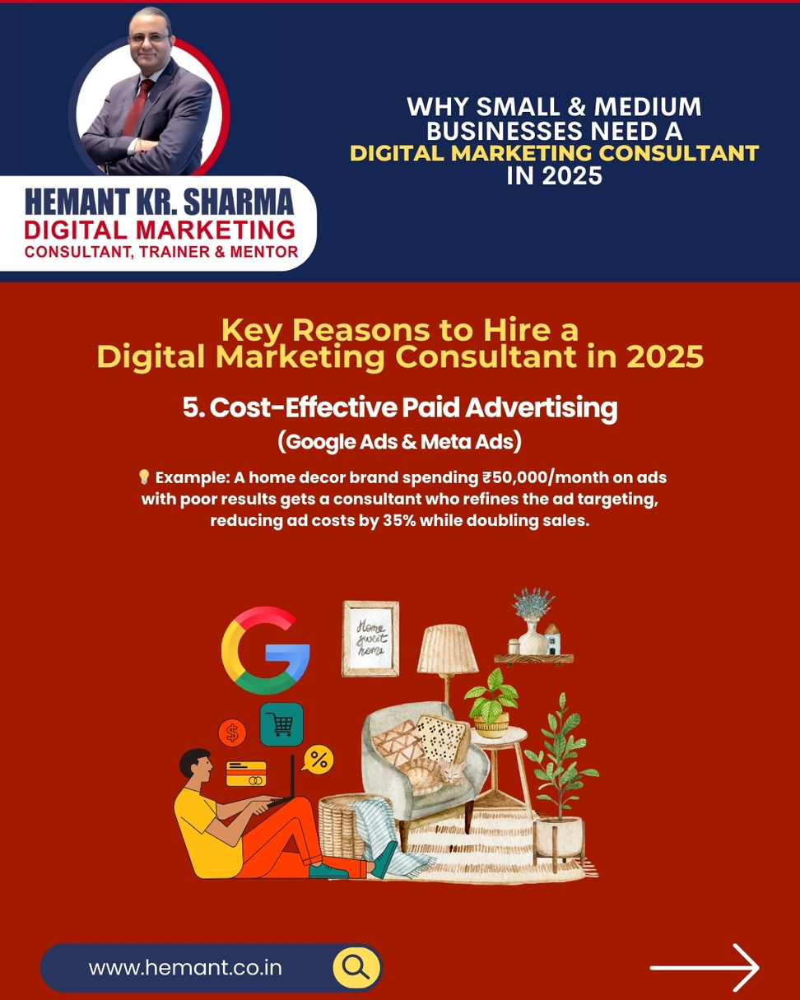 HEMANT KR. SHARMA
DIGITAL MARKETING
CONSULTANT, TRAINER & MENTOR
WHY SMALL & MEDIUM
BUSINESSES NEED A
DIGITAL MARKETING CONSULTANT
IN 2025
Key Reasons to Hire a
Digital Marketing Consultant in 2025
5. Cost-Effective Paid Advertising
(Google Ads & Meta Ads)
💡 Example: A home decor brand spending ₹50,000/month on ads
with poor results gets a consultant who refines the ad targeting,
reducing ad costs by 35% while doubling sales.
G
Home
sweet
home
$
%
www.hemant.co.in